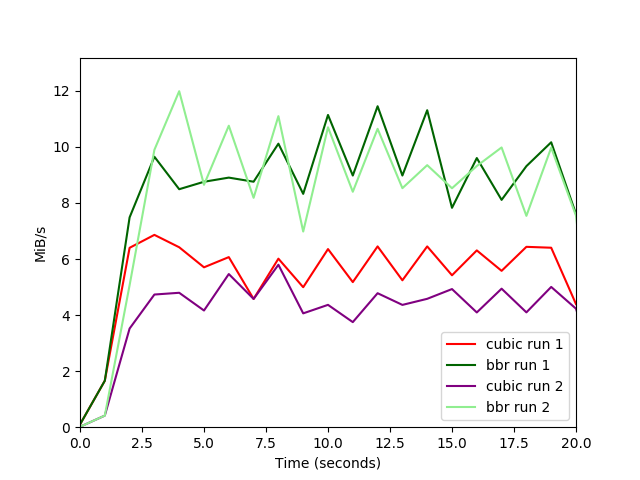 12
10
8
6
4
2
0
MiB/s
0.0 2.5 5.0 7.5 10.0 12.5 15.0 17.5 20.0
Time (seconds)
cubic run 1
bbr run 1
cubic run 2
bbr run 2